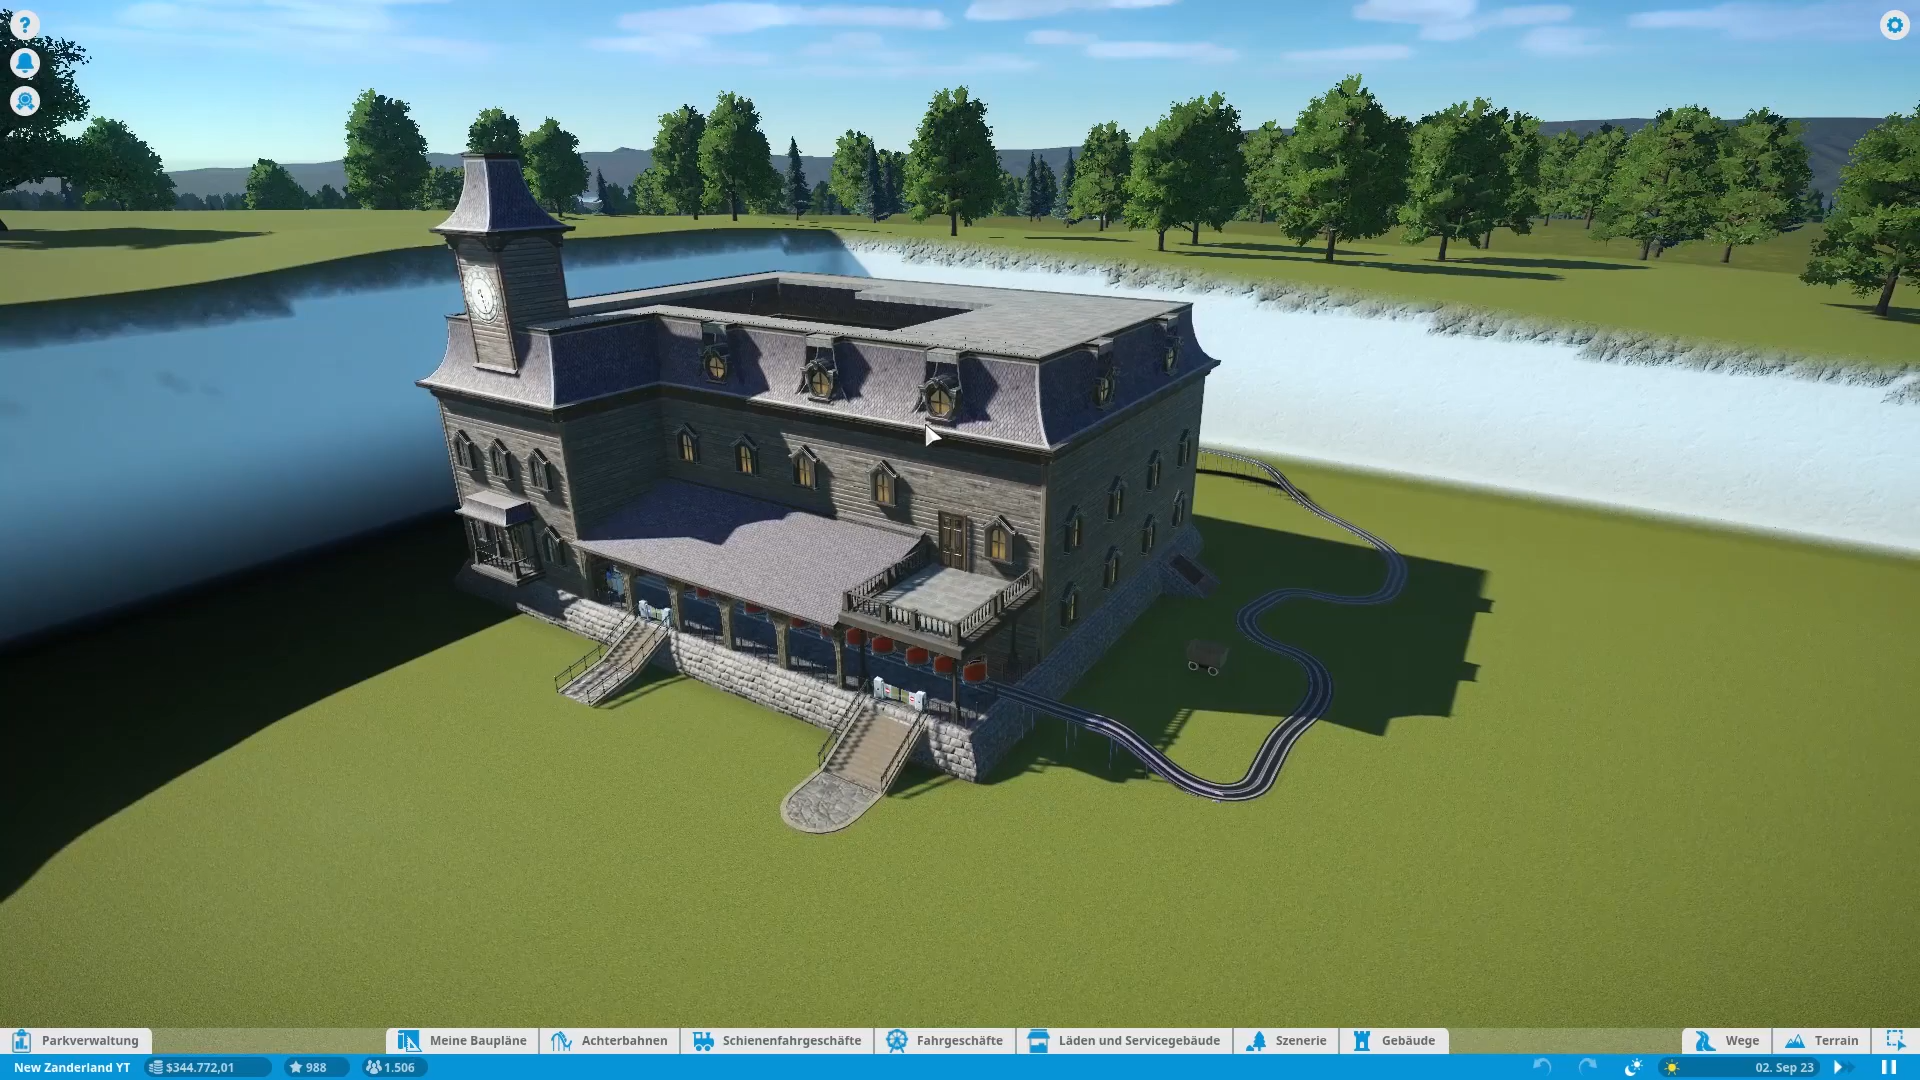 Parkverwaltung
Meine Baupläne
Achterbahnen
Schienenfahrgeschäfte
Fahrgeschäfte
Läden und Servicegebäude
Szenerie
Gebäude
Wege
Terrain
New Zanderland YT
$344.772,01
988
1.506
02. Sep 23